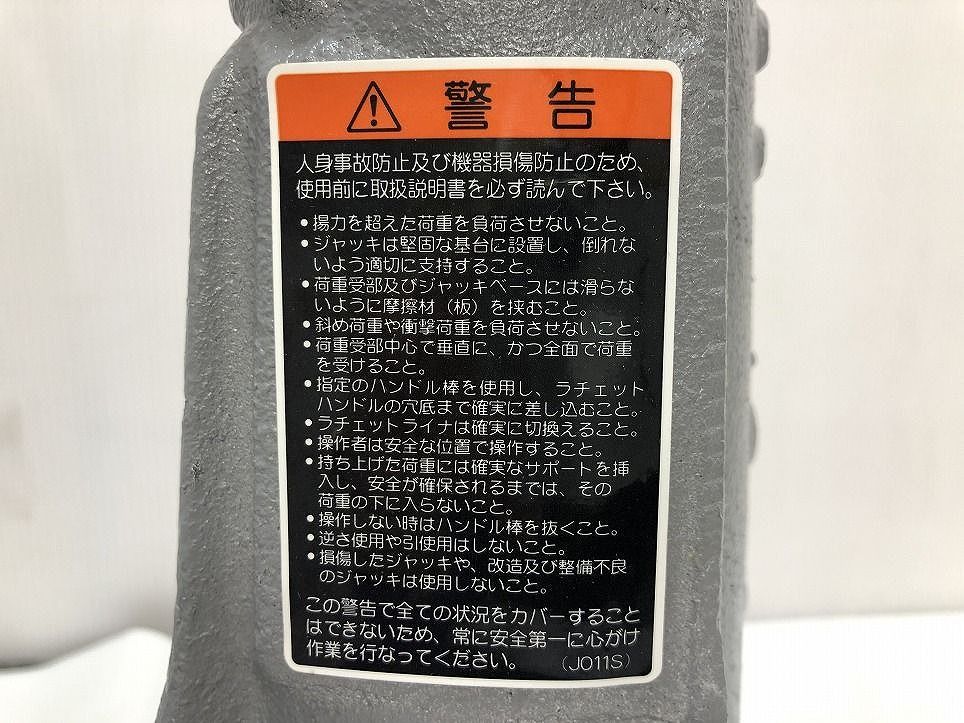 警告
人身事故防止及び機器損傷防止のため、
使用前に取扱説明書を必ず読んで下さい。
•揚力を超えた荷重を負荷させないこと。
•ジャッキは堅固な基台に設置し、倒れな
いよう適切に支持すること。
•荷重受部及びジャッキベースには滑らな
いように摩擦材（板）を挟むこと。
•斜め荷重や衝撃荷重を負荷させないこと。
•荷重受部中心で垂直に、かつ全面で荷重
を受けること。
•指定のハンドル棒を使用し、ラチェット
ハンドルの穴底まで確実に差し込むこと。
•ラチェットライナは確実に切換えること。
•操作者は安全な位置で操作すること。
•持ち上げた荷重には確実なサポートを挿
入し、安全が確保されるまでは、その
荷重の下に入らないこと。
•操作しない時はハンドル棒を抜くこと。
•逆さ使用や引使用はしないこと。
•損傷したジャッキや、改造及び整備不良
のジャッキは使用しないこと。
この警告で全ての状況をカバーすること
はできないため、常に安全第一に心がけ
作業を行なってください。（J011S）